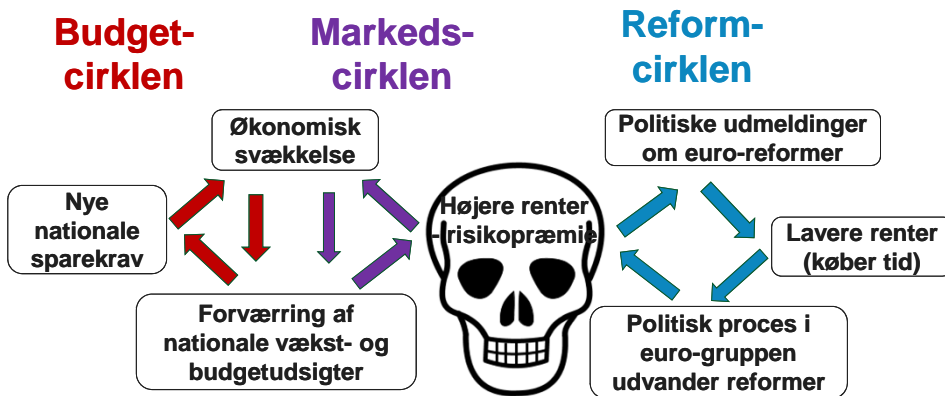 Budget-
cirklen
Markeds-
cirklen
Reform-
cirklen
Økonomisk
svækkelse
Nye
nationale
sparekrav
Forværring af
nationale vækst- og
budgetudsigter
Højere renter
- risikopræmie
Politiske udmeldinger
om euro-reformer
Lavere renter
(køber tid)
Politisk proces i
euro-gruppen
udvander reformer